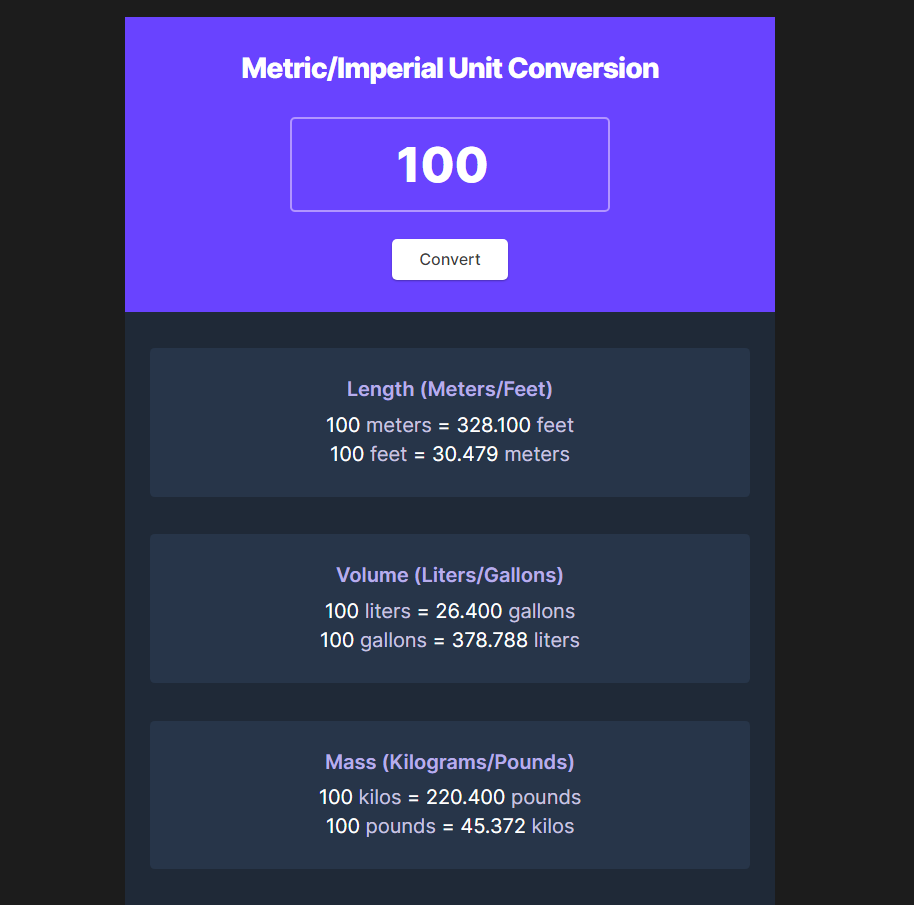 Metric/Imperial Unit Conversion
100
Convert
Length (Meters/Feet)
100 meters = 328.100 feet
100 feet = 30.479 meters
Volume (Liters/Gallons)
100 liters = 26.400 gallons
100 gallons = 378.788 liters
Mass (Kilograms/Pounds)
100 kilos = 220.400 pounds
100 pounds = 45.372 kilos